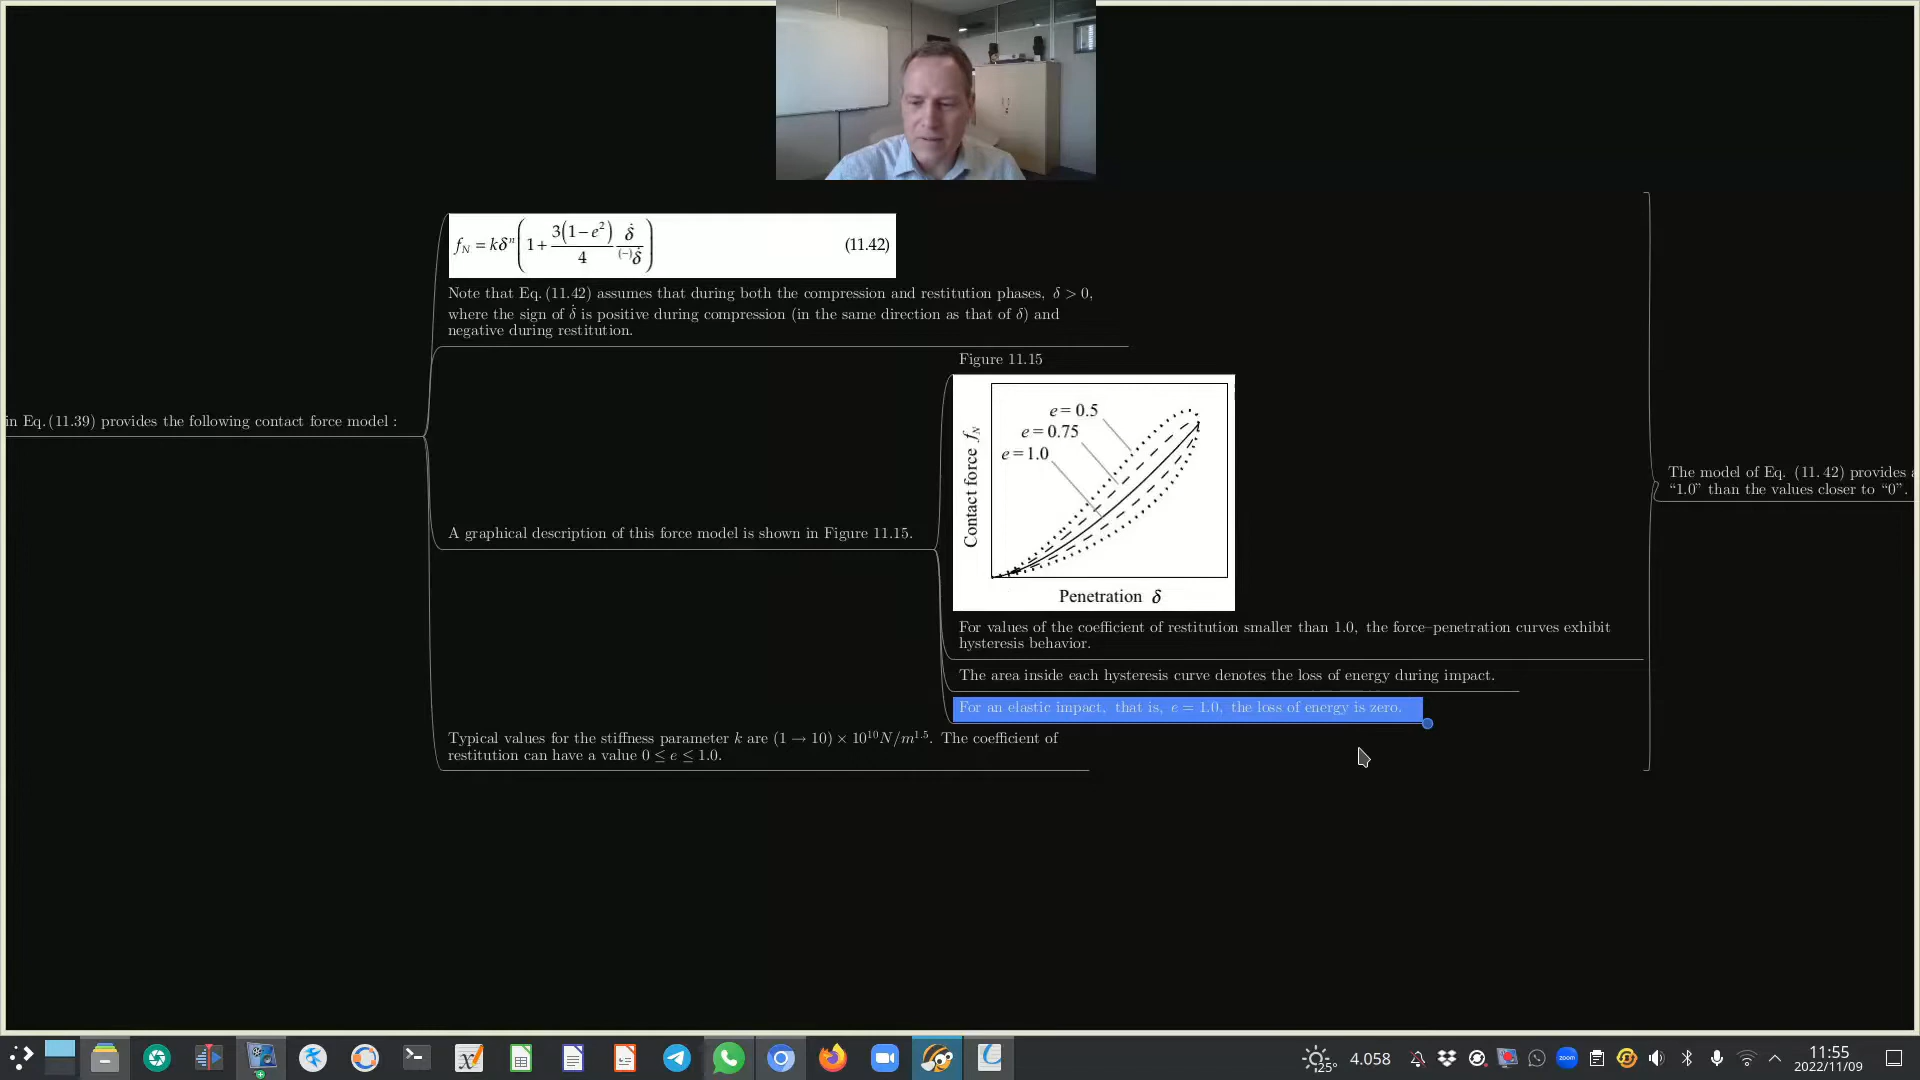 f_N = kδⁿ(1 + 3(1 − e²)/4 δ̇/⁽⁻⁾δ̇) (11.42)
Note that Eq. (11.42) assumes that during both the compression and restitution phases, δ > 0,
where the sign of δ̇ is positive during compression (in the same direction as that of δ) and
negative during restitution.
in Eq. (11.39) provides the following contact force model :
A graphical description of this force model is shown in Figure 11.15.
Figure 11.15
e = 0.5
e = 0.75
e = 1.0
Contact force f_N
Penetration δ
For values of the coefficient of restitution smaller than 1.0, the force–penetration curves exhibit
hysteresis behavior.
The area inside each hysteresis curve denotes the loss of energy during impact.
For an elastic impact, that is, e = 1.0, the loss of energy is zero.
Typical values for the stiffness parameter k are (1 → 10) × 10¹⁰N/m¹·⁵. The coefficient of
restitution can have a value 0 ≤ e ≤ 1.0.
The model of Eq. (11.42) provides
"1.0" than the values closer to "0".
25°
4.058
zoom
11:55
2022/11/09